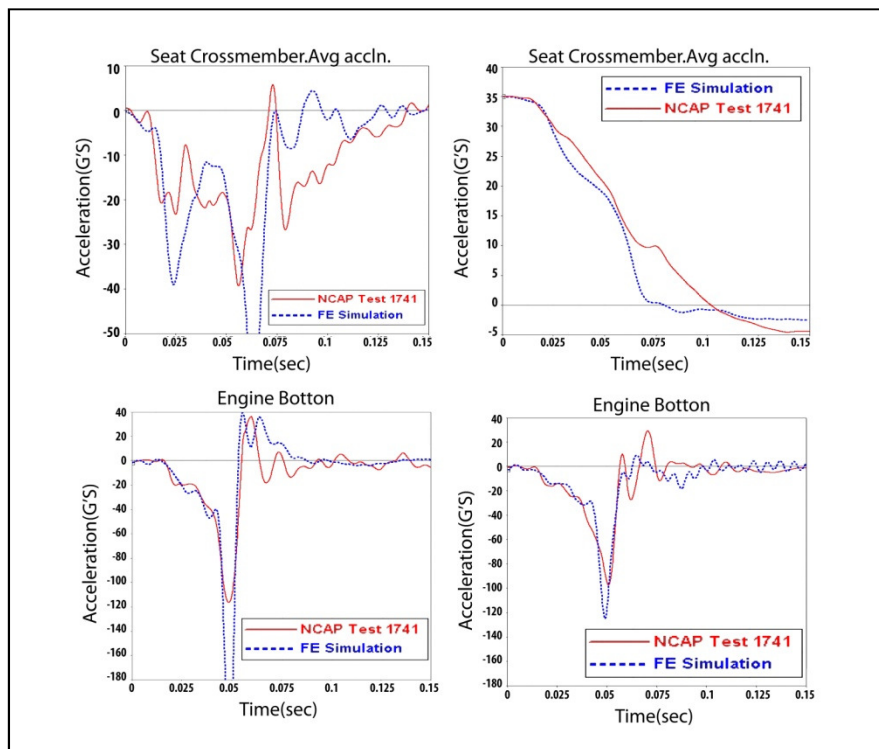 Seat Crossmember.Avg accln.
10
0
-10
-20
-30
-40
-50
Acceleration(G'S)
NCAP Test 1741
FE Simulation
0 0.025 0.05 0.075 0.1 0.125 0.15
Time(sec)
Seat Crossmember.Avg accln.
40
35
30
25
20
15
10
5
0
-5
Acceleration(G'S)
FE Simulation
NCAP Test 1741
0 0.025 0.05 0.075 0.1 0.125 0.15
Time(sec)
Engine Botton
40
20
0
-20
-40
-60
-80
-100
-120
-140
-160
-180
Acceleration(G'S)
NCAP Test 1741
FE Simulation
0 0.025 0.05 0.075 0.1 0.125 0.15
Time(sec)
Engine Botton
40
20
0
-20
-40
-60
-80
-100
-120
-140
-160
-180
Acceleration(G'S)
NCAP Test 1741
FE Simulation
0 0.025 0.05 0.075 0.1 0.125 0.15
Time(sec)